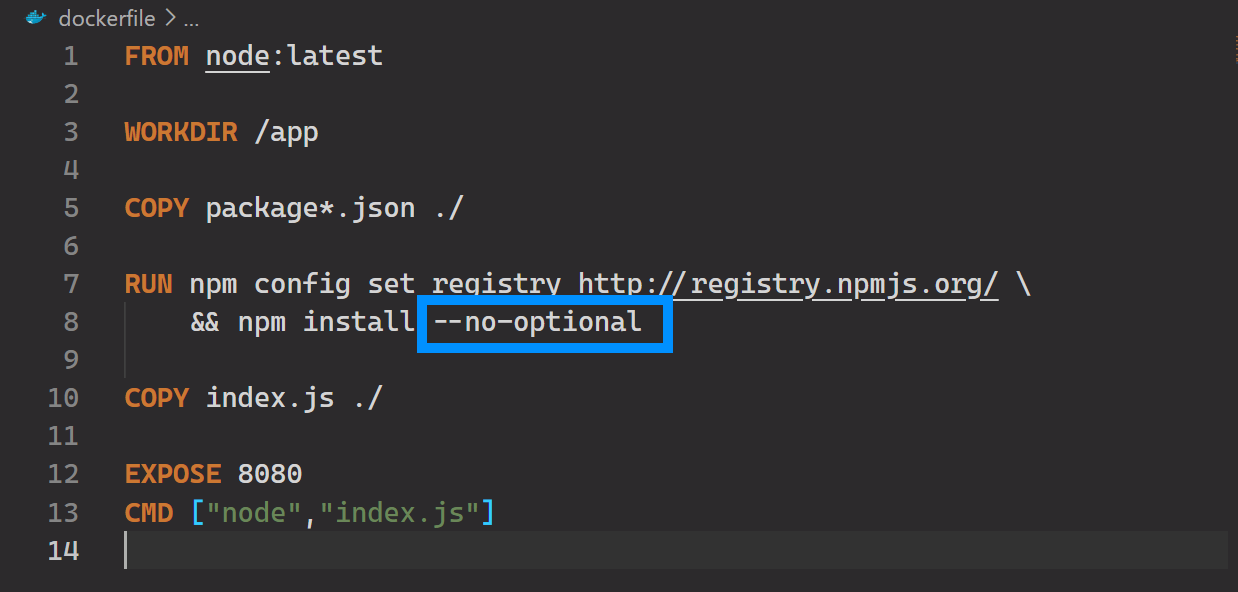 dockerfile > ...
1 FROM node:latest
2
3 WORKDIR /app
4
5 COPY package*.json ./
6
7 RUN npm config set registry http://registry.npmjs.org/ \
8 && npm install --no-optional
9
10 COPY index.js ./
11
12 EXPOSE 8080
13 CMD ["node","index.js"]
14